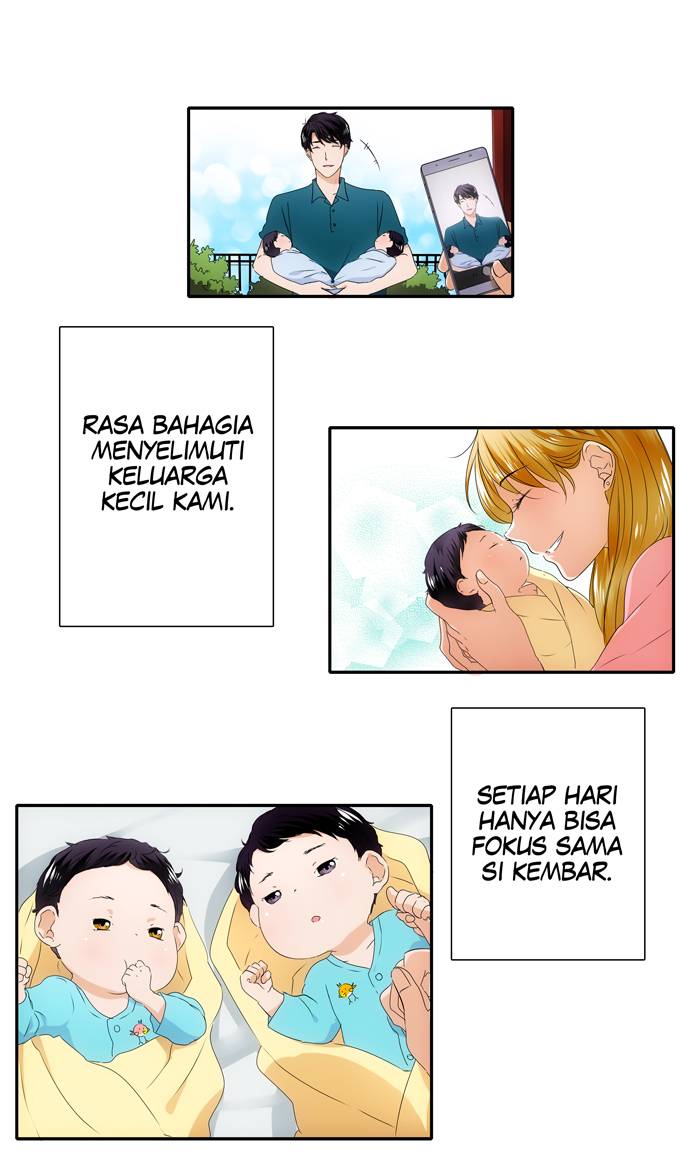 RASA BAHAGIA
MENYELIMUTI
KELUARGA
KECIL KAMI.
SETIAP HARI
HANYA BISA
FOKUS SAMA
SI KEMBAR.